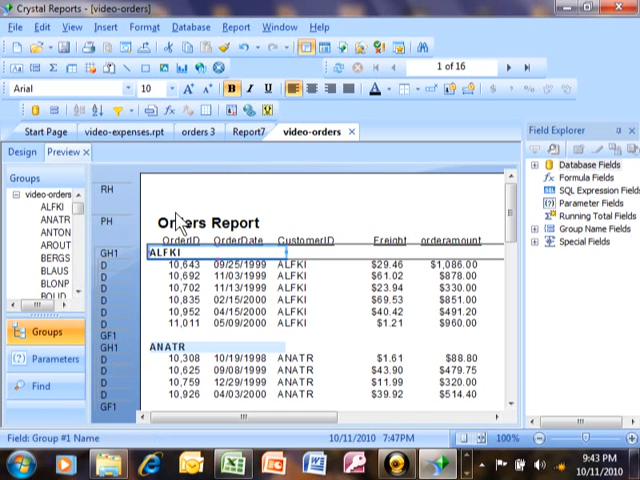 Crystal Reports - [video-orders]
File Edit View Insert Format Database Report Window Help
1 of 16
Arial 10 B I U
Start Page video-expenses.rpt orders 3 Report7 video-orders
Design Preview
Groups
video-orders
ALFKI
ANATR
ANTON
AROUT
BERGS
BLAUS
BLONP
BOLID
Groups
Parameters
Find
RH
PH Orders Report
OrderID OrderDate CustomerID Freight orderamount
GH1 ALFKI
D 10,643 09/25/1999 ALFKI $29.46 $1,086.00
D 10,692 11/03/1999 ALFKI $61.02 $878.00
D 10,702 11/13/1999 ALFKI $23.94 $330.00
D 10,835 02/15/2000 ALFKI $69.53 $851.00
D 10,952 04/15/2000 ALFKI $40.42 $491.20
D 11,011 05/09/2000 ALFKI $1.21 $960.00
GF1
GH1 ANATR
D 10,308 10/19/1998 ANATR $1.61 $88.80
D 10,625 09/08/1999 ANATR $43.90 $479.75
D 10,759 12/29/1999 ANATR $11.99 $320.00
D 10,926 04/03/2000 ANATR $39.92 $514.40
GF1
Field Explorer
Database Fields
Formula Fields
SQL Expression Fields
Parameter Fields
Running Total Fields
Group Name Fields
Special Fields
Field: Group #1 Name 10/11/2010 7:47PM 100%
9:43 PM
10/11/2010